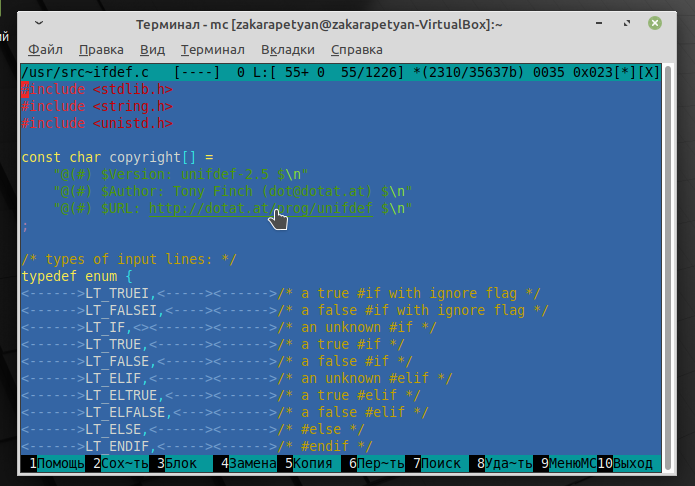 ий
Терминал - mc [zakarapetyan@zakarapetyan-VirtualBox]:~
Файл Правка Вид Терминал Вкладки Справка
/usr/src~ifdef.c   [----]  0 L:[ 55+ 0  55/1226] *(2310/35637b) 0035 0x023[*][X]
#include <stdlib.h>
#include <string.h>
#include <unistd.h>
const char copyright[] =
    "@(#) $Version: unifdef-2.5 $\n"
    "@(#) $Author: Tony Finch (dot@dotat.at) $\n"
    "@(#) $URL: http://dotat.at/prog/unifdef $\n"
;
/* types of input lines: */
typedef enum {
<------>LT_TRUEI,<-----><------>/* a true #if with ignore flag */
<------>LT_FALSEI,<----><------>/* a false #if with ignore flag */
<------>LT_IF,<><------><------>/* an unknown #if */
<------>LT_TRUE,<------><------>/* a true #if */
<------>LT_FALSE,<-----><------>/* a false #if */
<------>LT_ELIF,<------><------>/* an unknown #elif */
<------>LT_ELTRUE,<----><------>/* a true #elif */
<------>LT_ELFALSE,<---><------>/* a false #elif */
<------>LT_ELSE,<------><------>/* #else */
<------>LT_ENDIF,<-----><------>/* #endif */
1Помощь 2Сох~ть 3Блок 4Замена 5Копия 6Пер~ть 7Поиск 8Уда~ть 9МенюMC 10Выход